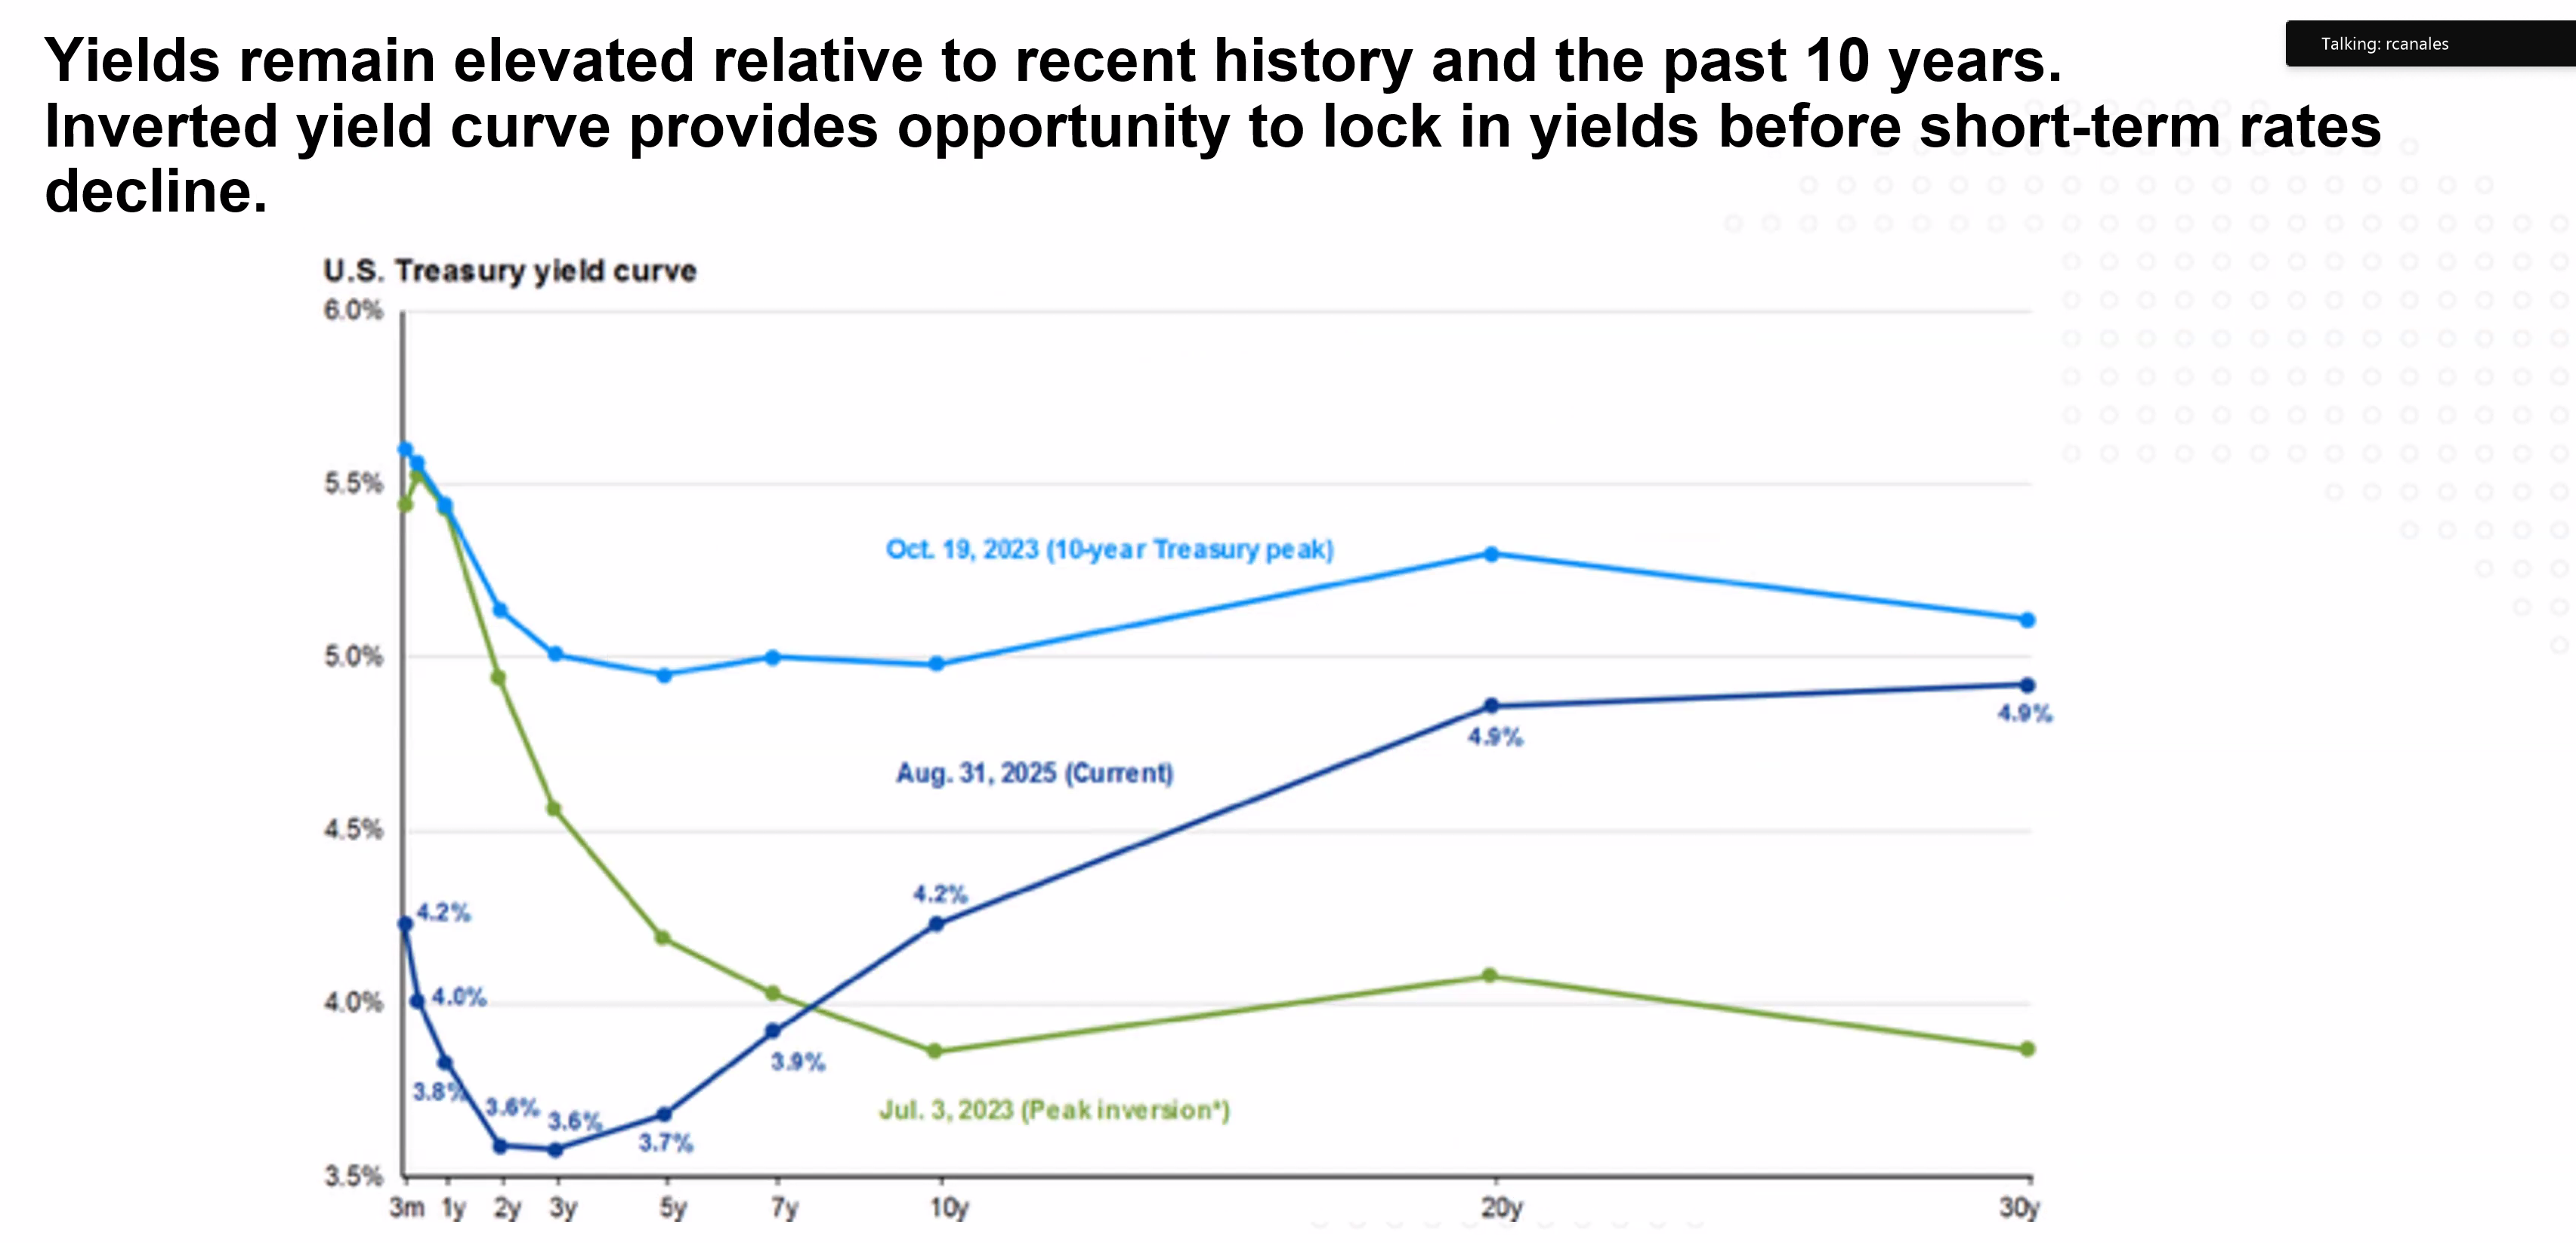 Yields remain elevated relative to recent history and the past 10 years.
Inverted yield curve provides opportunity to lock in yields before short-term rates
decline.
Talking: rcanales
U.S. Treasury yield curve
6.0%
5.5%
5.0%
4.5%
4.0%
3.5%
Oct. 19, 2023 (10-year Treasury peak)
Aug. 31, 2025 (Current)
Jul. 3, 2023 (Peak inversion*)
4.2%
4.0%
3.8%
3.6%
3.6%
3.7%
3.9%
4.2%
4.9%
4.9%
3m 1y 2y 3y 5y 7y 10y 20y 30y